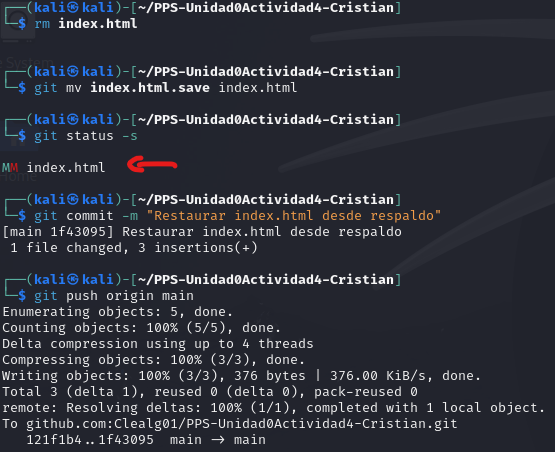 ┌──(kali㉿kali)-[~/PPS-Unidad0Actividad4-Cristian]
└─$ rm index.html
┌──(kali㉿kali)-[~/PPS-Unidad0Actividad4-Cristian]
└─$ git mv index.html.save index.html
┌──(kali㉿kali)-[~/PPS-Unidad0Actividad4-Cristian]
└─$ git status -s
MM index.html
┌──(kali㉿kali)-[~/PPS-Unidad0Actividad4-Cristian]
└─$ git commit -m "Restaurar index.html desde respaldo"
[main 1f43095] Restaurar index.html desde respaldo
1 file changed, 3 insertions(+)
┌──(kali㉿kali)-[~/PPS-Unidad0Actividad4-Cristian]
└─$ git push origin main
Enumerating objects: 5, done.
Counting objects: 100% (5/5), done.
Delta compression using up to 4 threads
Compressing objects: 100% (3/3), done.
Writing objects: 100% (3/3), 376 bytes | 376.00 KiB/s, done.
Total 3 (delta 1), reused 0 (delta 0), pack-reused 0
remote: Resolving deltas: 100% (1/1), completed with 1 local object.
To github.com:Clealg01/PPS-Unidad0Actividad4-Cristian.git
121f1b4..1f43095  main -> main